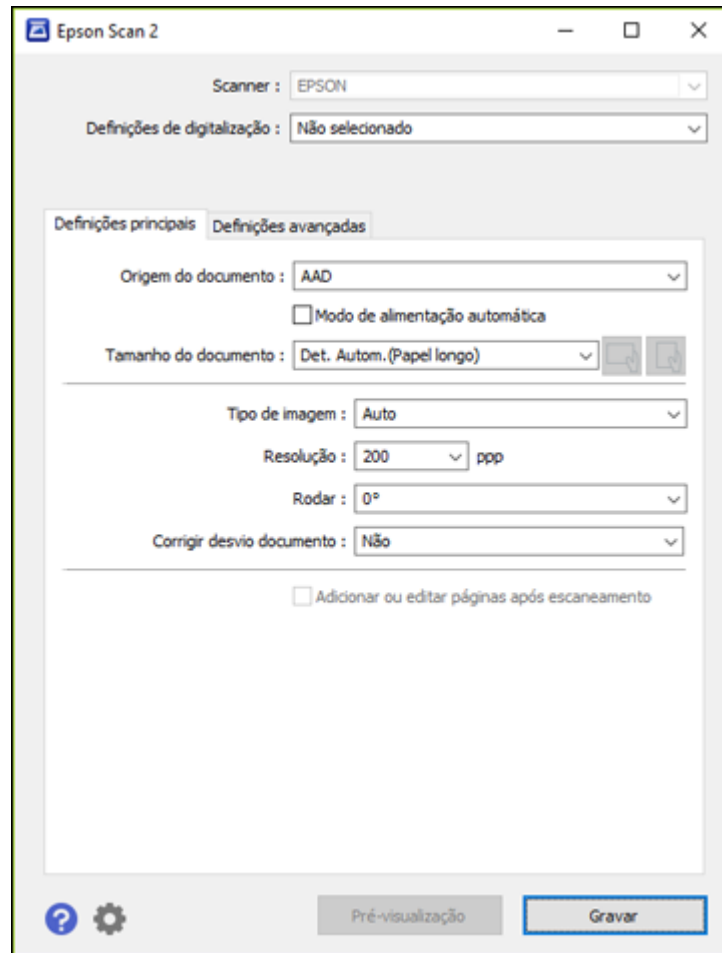 Epson Scan 2
Scanner : EPSON
Definições de digitalização : Não selecionado
Definições principais Definições avançadas
Origem do documento : AAD
Modo de alimentação automática
Tamanho do documento : Det. Autom.(Papel longo)
Tipo de imagem : Auto
Resolução : 200 ppp
Rodar : 0°
Corrigir desvio documento : Não
Adicionar ou editar páginas após escaneamento
? Pré-visualização Gravar